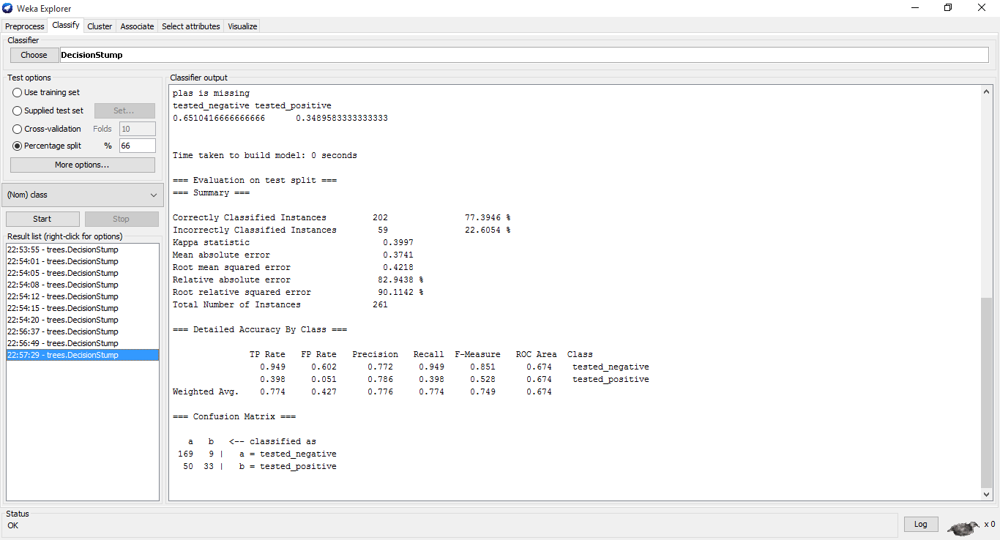 Weka Explorer
Preprocess Classify Cluster Associate Select attributes Visualize
Classifier
Choose DecisionStump
Test options
Use training set
Supplied test set Set...
Cross-validation Folds 10
Percentage split % 66
More options...
(Nom) class
Start Stop
Result list (right-click for options)
22:53:55 - trees.DecisionStump
22:54:01 - trees.DecisionStump
22:54:05 - trees.DecisionStump
22:54:08 - trees.DecisionStump
22:54:12 - trees.DecisionStump
22:54:15 - trees.DecisionStump
22:54:20 - trees.DecisionStump
22:56:37 - trees.DecisionStump
22:56:49 - trees.DecisionStump
22:57:29 - trees.DecisionStump
Classifier output
plas is missing
tested_negative tested_positive
0.6510416666666666 0.3489583333333333
Time taken to build model: 0 seconds
=== Evaluation on test split ===
=== Summary ===
Correctly Classified Instances 202 77.3946 %
Incorrectly Classified Instances 59 22.6054 %
Kappa statistic 0.3997
Mean absolute error 0.3741
Root mean squared error 0.4218
Relative absolute error 82.9438 %
Root relative squared error 90.1142 %
Total Number of Instances 261
=== Detailed Accuracy By Class ===
TP Rate FP Rate Precision Recall F-Measure ROC Area Class
0.949 0.602 0.772 0.949 0.851 0.674 tested_negative
0.398 0.051 0.786 0.398 0.528 0.674 tested_positive
Weighted Avg. 0.774 0.427 0.776 0.774 0.749 0.674
=== Confusion Matrix ===
a b <-- classified as
169 9 | a = tested_negative
50 33 | b = tested_positive
Status
OK
Log x 0